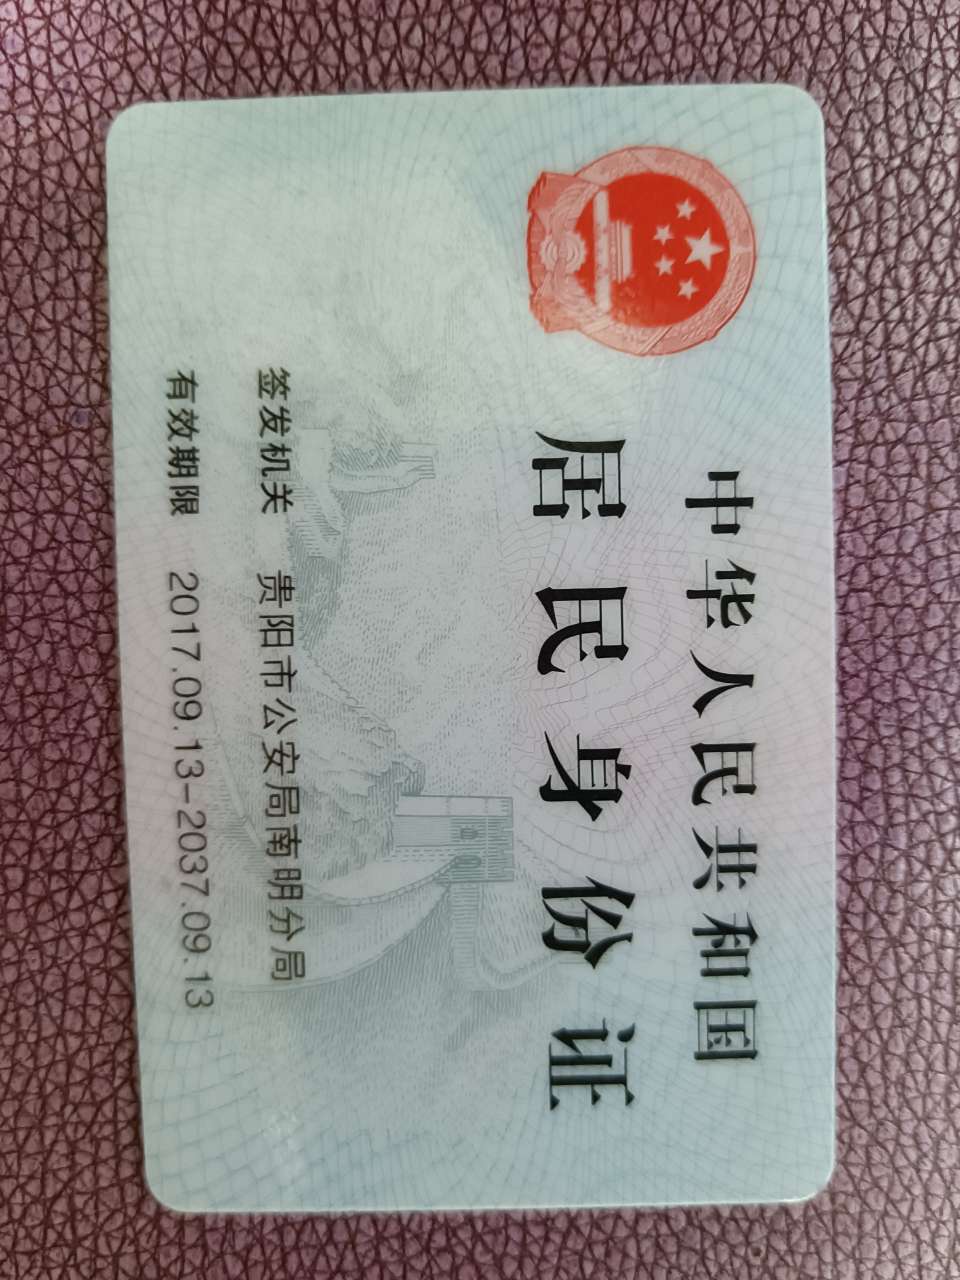 中华人民共和国
居民身份证
签发机关 贵阳市公安局南明分局
有效期限 2017.09.13-2037.09.13